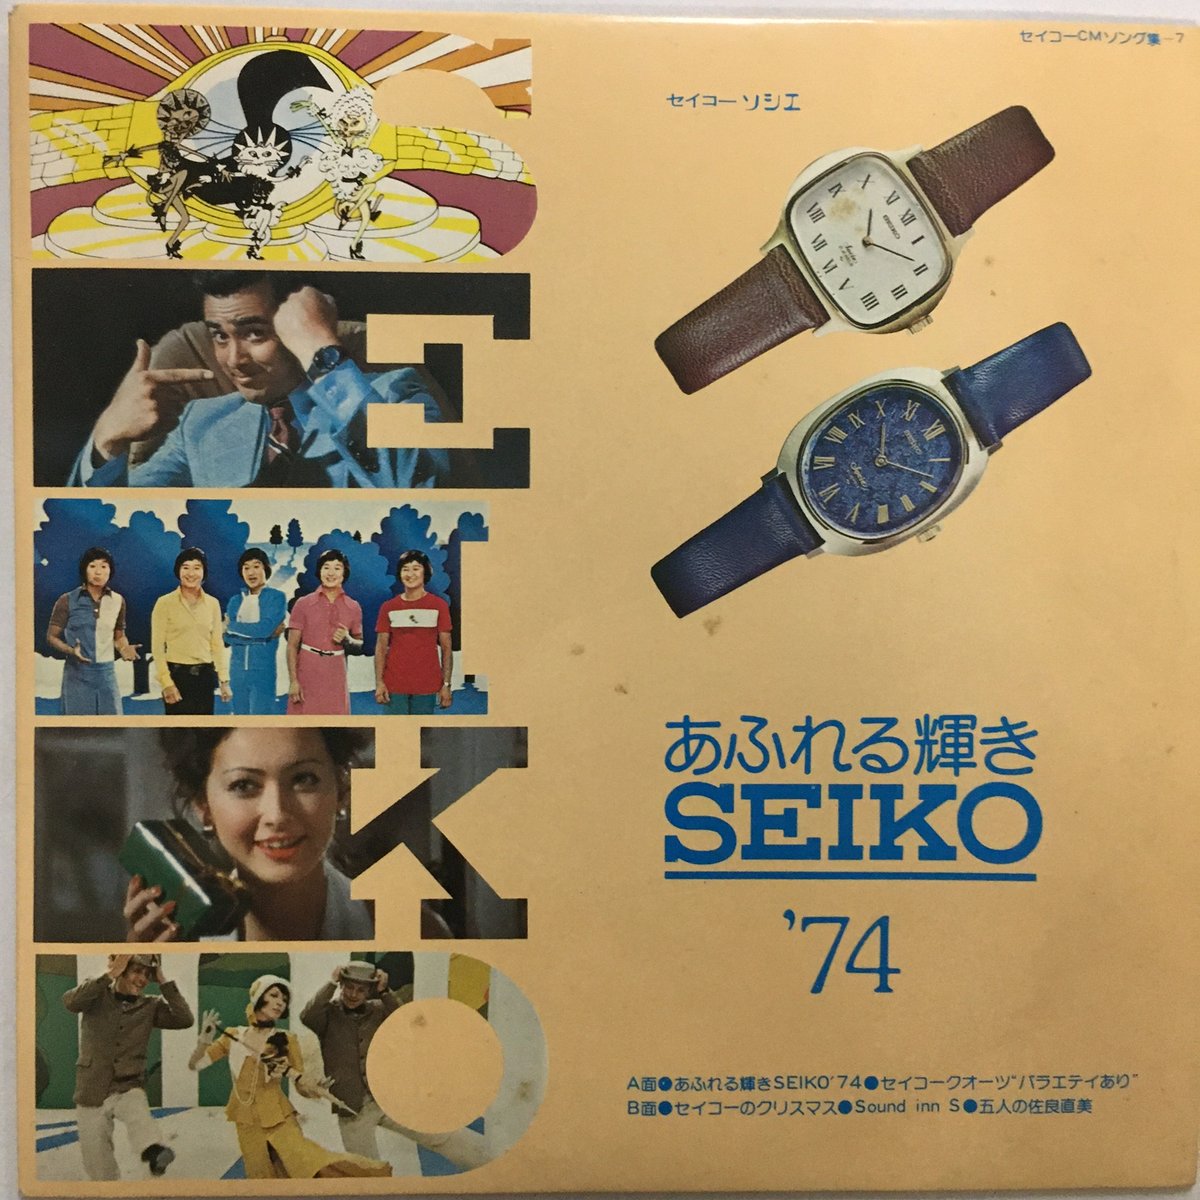 セイコーCMソング集-7
セイコーソシエ
SEIKO
SEIKO
SEIKO
あふれる輝き
SEIKO
'74
A面●あふれる輝きSEIKO'74●セイコークオーツ“バラエテイあり”
B面●セイコーのクリスマス●Sound inn S●五人の佐良直美